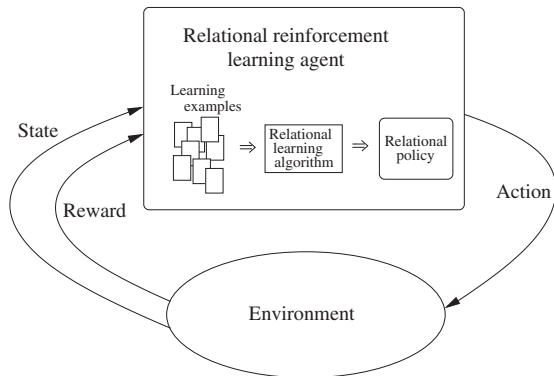 Relational reinforcement
learning agent
Learning
examples
⇒
Relational
learning
algorithm
⇒
Relational
policy
State
Reward
Action
Environment